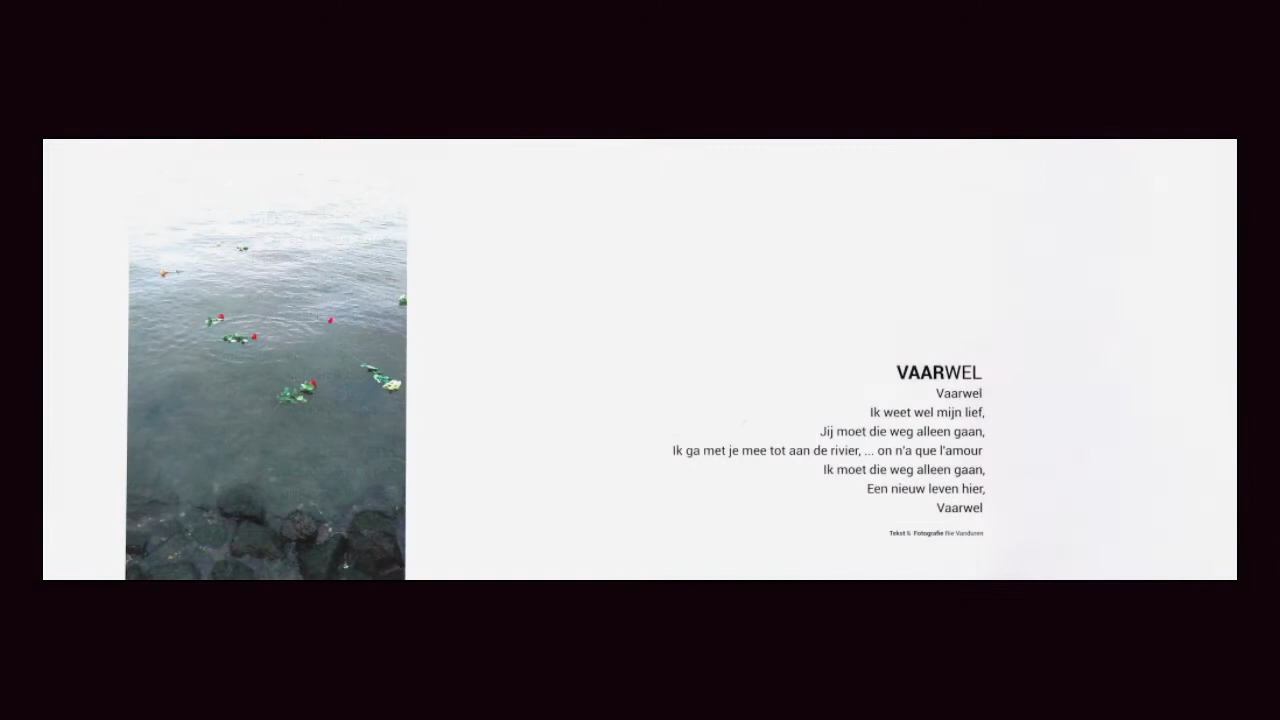 VAARWEL
Vaarwel
Ik weet wel mijn lief,
Jij moet die weg alleen gaan,
Ik ga met je mee tot aan de rivier, ... on n'a que l'amour
Ik moet die weg alleen gaan,
Een nieuw leven hier,
Vaarwel
Tekst & Fotografie Rie Vanduren